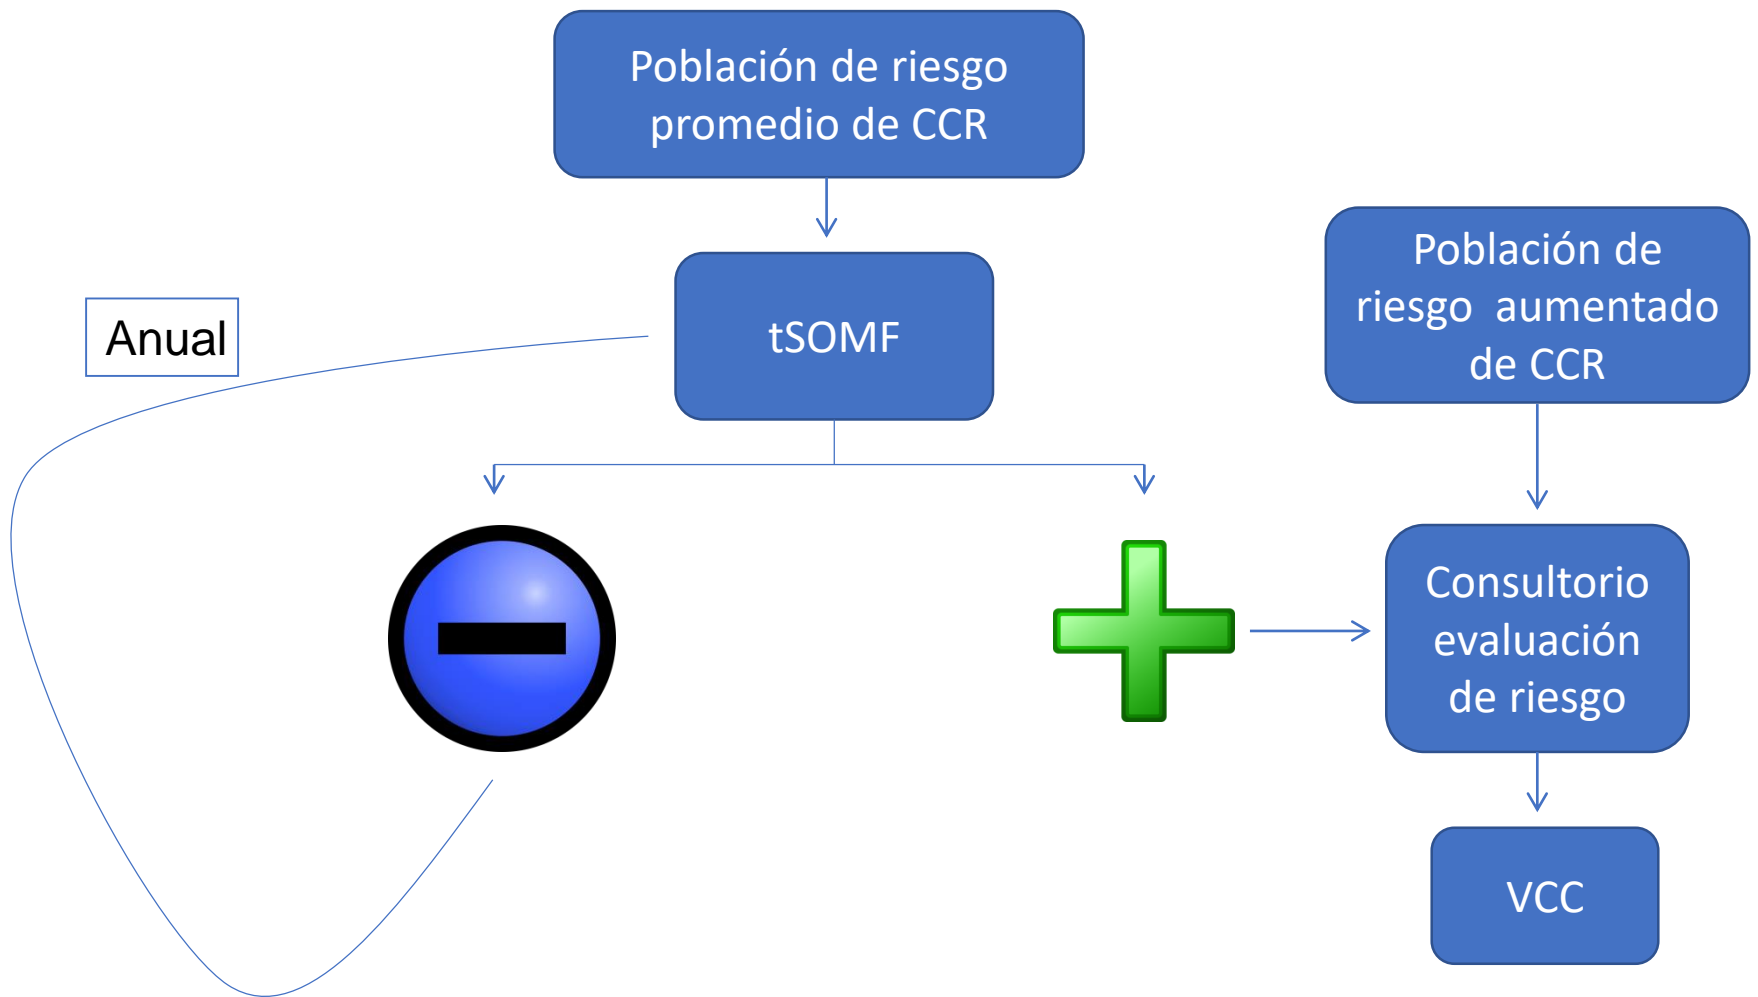 Población de riesgo
promedio de CCR
Población de
riesgo  aumentado
de CCR
tSOMF
Anual
Consultorio
evaluación
de riesgo
VCC